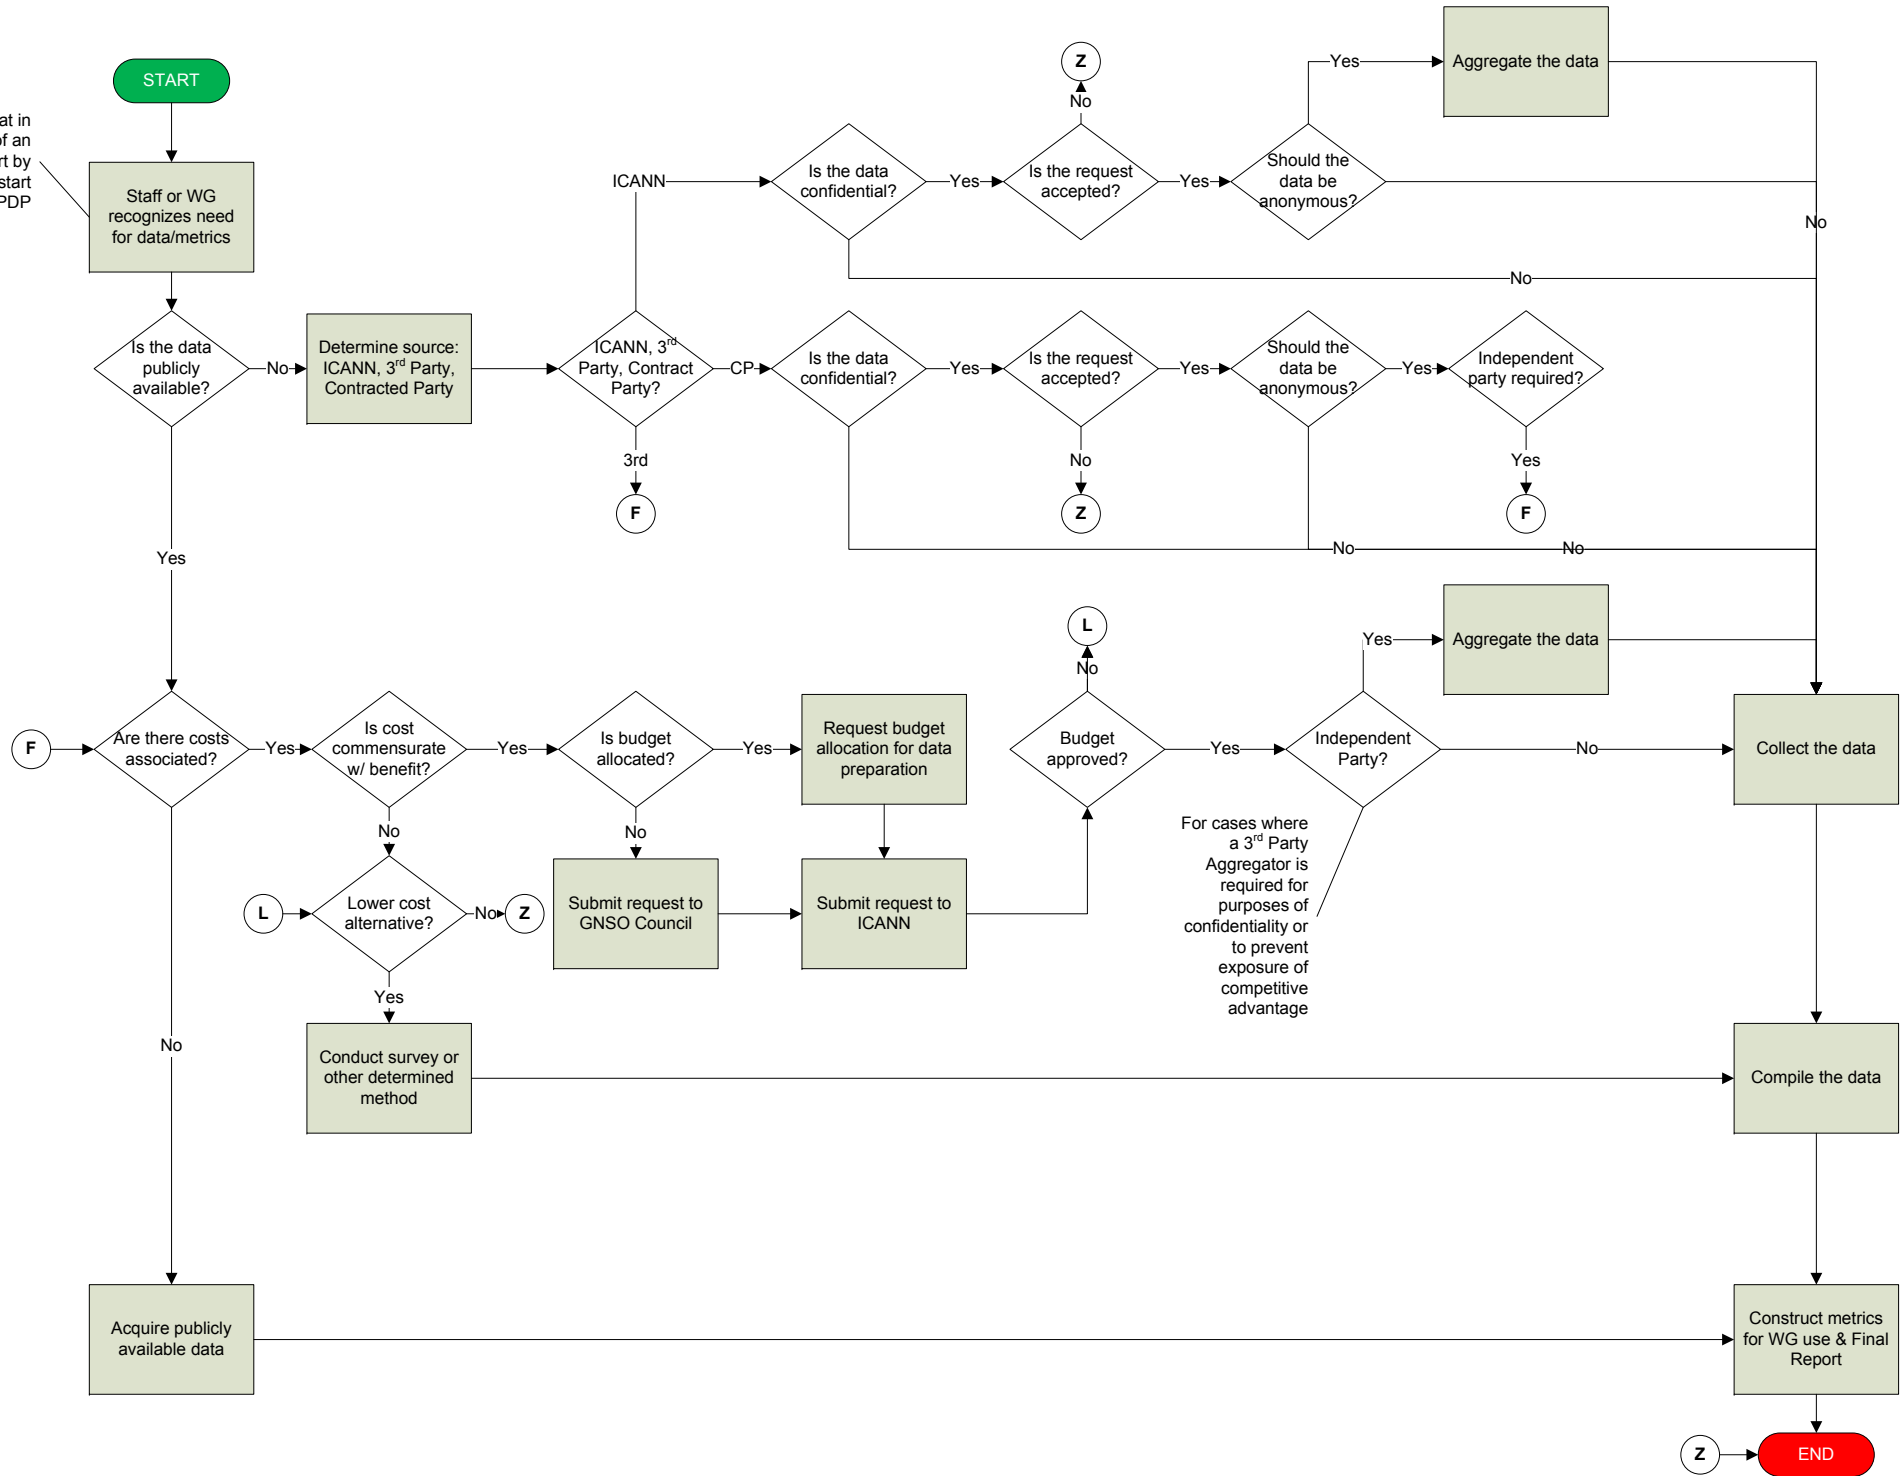 START
at in
of an
rt by
start
PDP
Staff or WG
recognizes need
for data/metrics
Is the data
publicly
available?
No
Determine source:
ICANN, 3rd Party,
Contracted Party
ICANN, 3rd
Party, Contract
Party?
ICANN
Is the data
confidential?
Yes
Is the request
accepted?
No
Z
Yes
Should the
data be
anonymous?
Yes
Aggregate the data
No
No
CP
Is the data
confidential?
Yes
Is the request
accepted?
Yes
Should the
data be
anonymous?
Yes
Independent
party required?
3rd
F
No
Z
Yes
F
No
No
Yes
F
Are there costs
associated?
Yes
Is cost
commensurate
w/ benefit?
Yes
Is budget
allocated?
Yes
Request budget
allocation for data
preparation
L
No
Budget
approved?
Yes
Independent
Party?
Yes
Aggregate the data
No
Collect the data
No
L
Lower cost
alternative?
No
Z
No
Submit request to
GNSO Council
Submit request to
ICANN
For cases where
a 3rd Party
Aggregator is
required for
purposes of
confidentiality or
to prevent
exposure of
competitive
advantage
Yes
Conduct survey or
other determined
method
Compile the data
No
Acquire publicly
available data
Construct metrics
for WG use & Final
Report
Z
END